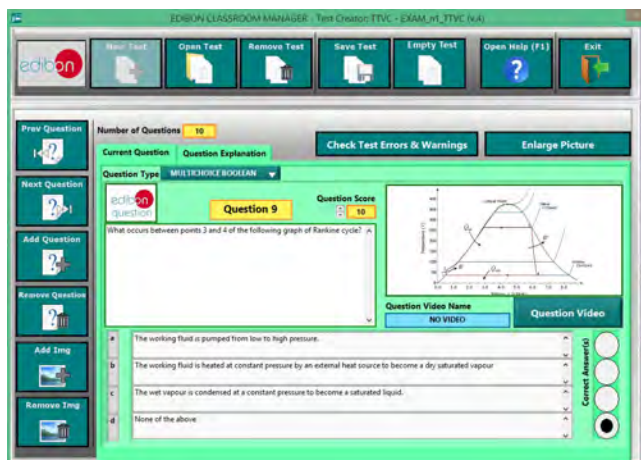 EDIBON CLASSROOM MANAGER - Test Creator: TTVC - EXAM_n1_TTVC (v.4)
edibon
New Test
Open Test
Remove Test
Save Test
Empty Test
Open Help (F1)
Exit
Prev Question
Next Question
Add Question
Remove Question
Add Img
Remove Img
Number of Questions 10
Check Test Errors & Warnings
Enlarge Picture
Current Question
Question Explanation
Question Type MULTICHOICE BOOLEAN
edibon
question
Question 9
Question Score
10
What occurs between points 3 and 4 of the following graph of Rankine cycle?
Question Video Name
NO VIDEO
Question Video
a The working fluid is pumped from low to high pressure.
b The working fluid is heated at constant pressure by an external heat source to become a dry saturated vapour
c The wet vapour is condensed at a constant pressure to become a saturated liquid.
d None of the above
Correct Answer(s)